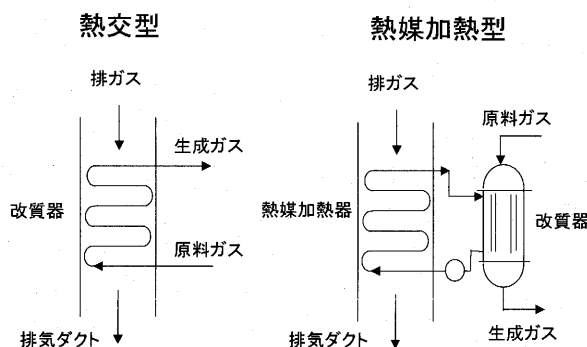 熱交型
排ガス
生成ガス
改質器
原料ガス
排気ダクト
熱媒加熱型
排ガス
原料ガス
熱媒加熱器
改質器
生成ガス
排気ダクト